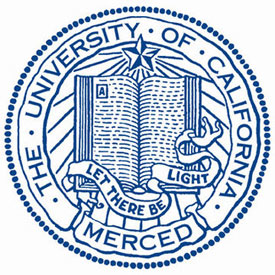 · THE · UNIVERSITY · OF · CALIFORNIA ·
A
LET THERE BE LIGHT
MERCED